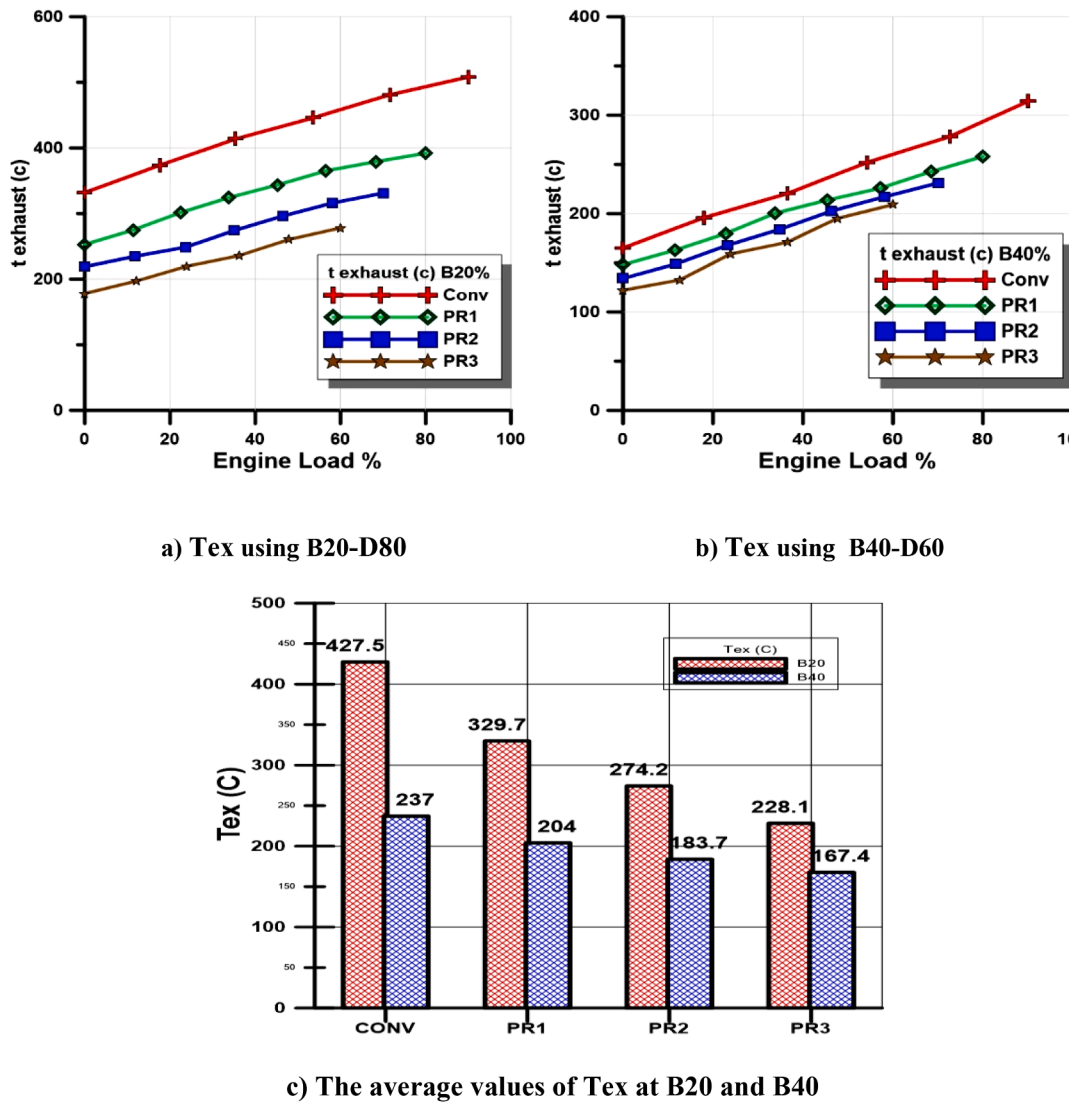 600
400
200
0
t exhaust (c)
0 20 40 60 80 100
Engine Load %
t exhaust (c) B20%
Conv
PR1
PR2
PR3
400
300
200
100
0
t exhaust (c)
0 20 40 60 80
Engine Load %
t exhaust (c) B40%
Conv
PR1
PR2
PR3
a) Tex using B20-D80
b) Tex using B40-D60
500
450
400
350
300
250
200
150
100
50
0
Tex (C)
Tex (C)
B20
B40
427.5
237
329.7
204
274.2
183.7
228.1
167.4
CONV PR1 PR2 PR3
c) The average values of Tex at B20 and B40